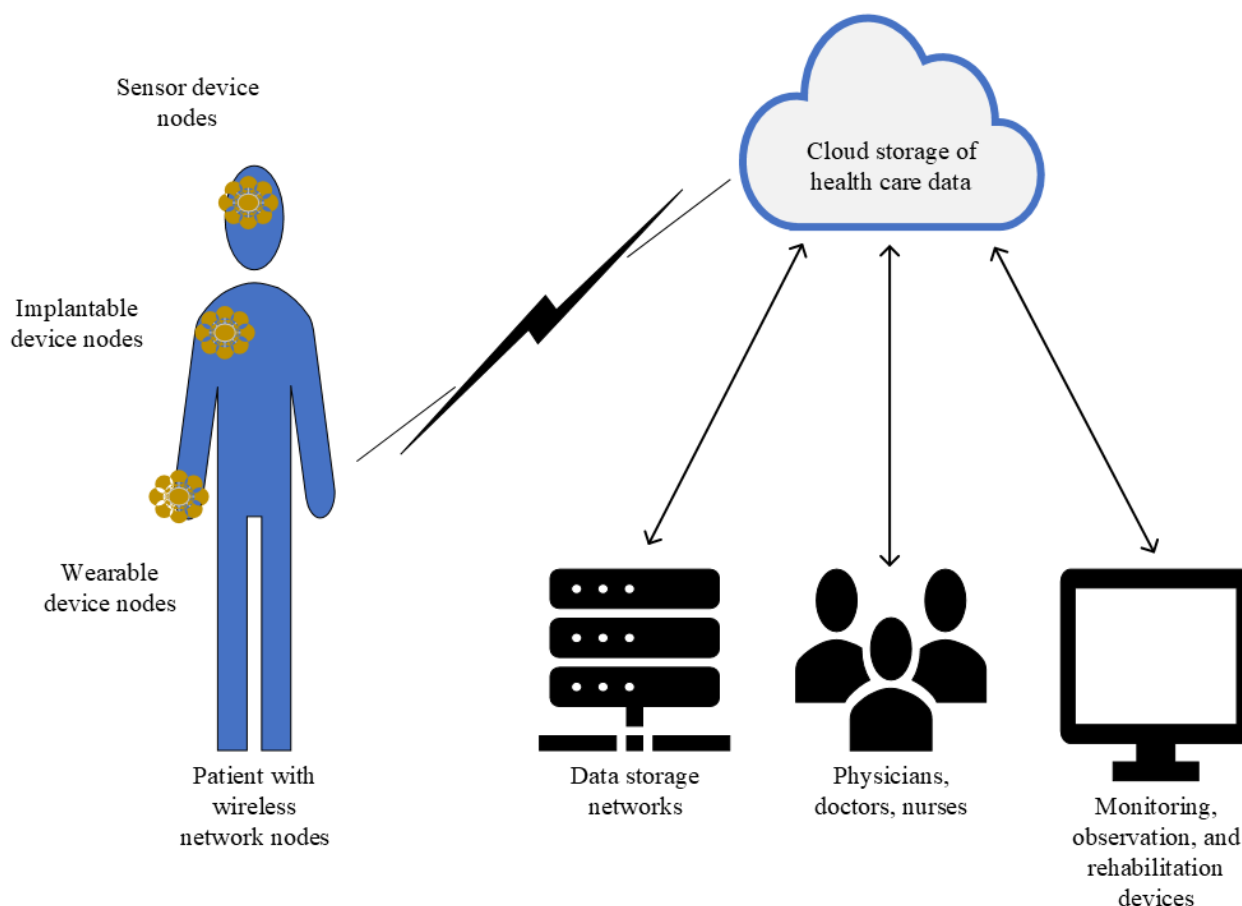 Sensor device
nodes
Cloud storage of
health care data
Implantable
device nodes
Wearable
device nodes
Patient with
wireless
network nodes
Data storage
networks
Physicians,
doctors, nurses
Monitoring,
observation, and
rehabilitation
devices